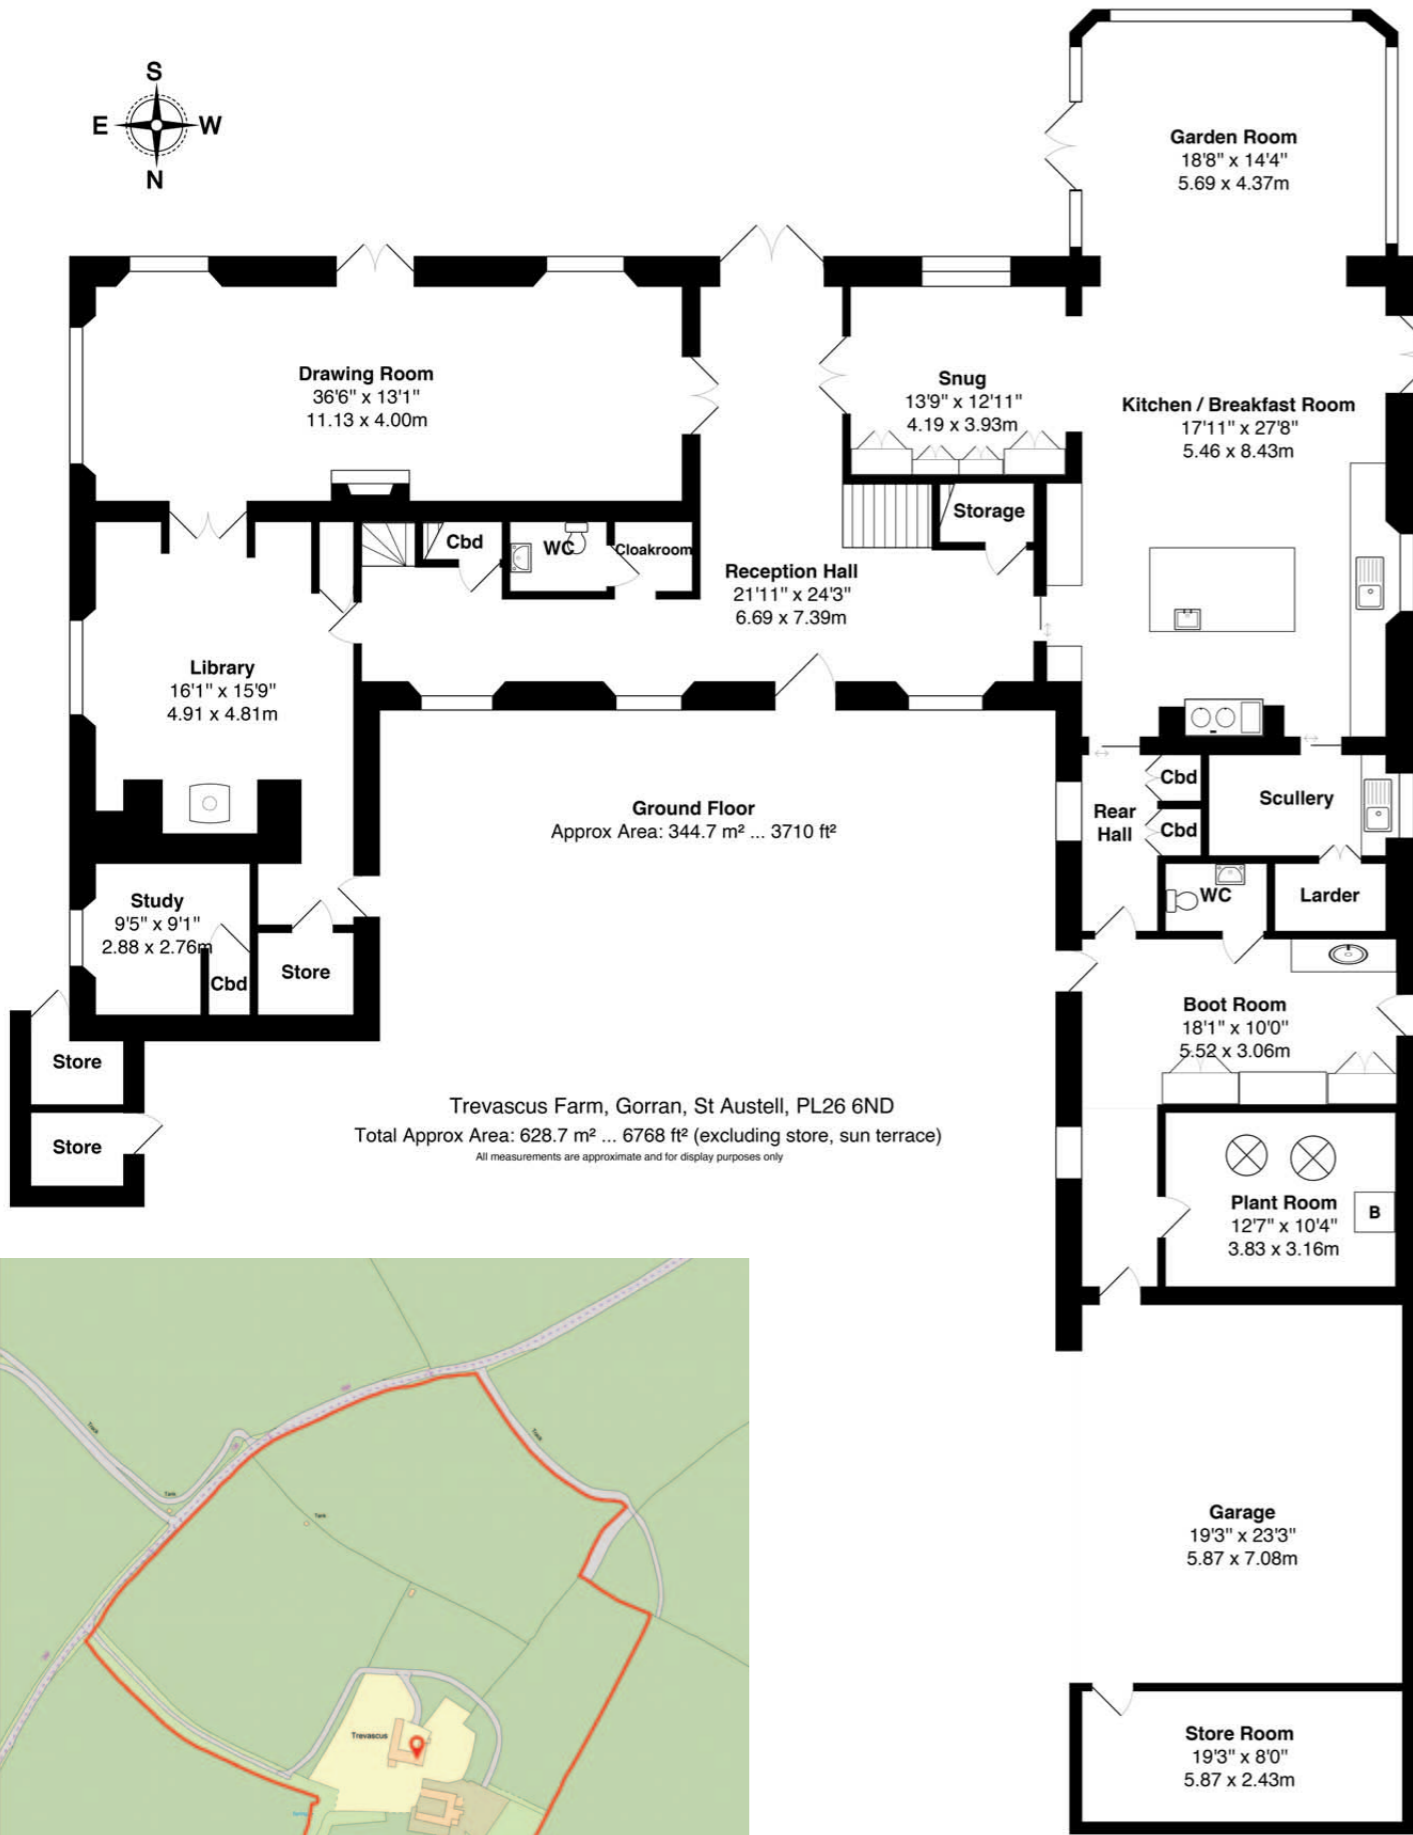 S
E
W
N
Garden Room
18'8" x 14'4"
5.69 x 4.37m
Drawing Room
36'6" x 13'1"
11.13 x 4.00m
Snug
13'9" x 12'11"
4.19 x 3.93m
Kitchen / Breakfast Room
17'11" x 27'8"
5.46 x 8.43m
Storage
Cbd
WC
Cloakroom
Reception Hall
21'11" x 24'3"
6.69 x 7.39m
Library
16'1" x 15'9"
4.91 x 4.81m
Ground Floor
Approx Area: 344.7 m² ... 3710 ft²
Rear
Hall
Cbd
Cbd
Scullery
WC
Larder
Study
9'5" x 9'1"
2.88 x 2.76m
Cbd
Store
Boot Room
18'1" x 10'0"
5.52 x 3.06m
Store
Store
Trevascus Farm, Gorran, St Austell, PL26 6ND
Total Approx Area: 628.7 m² ... 6768 ft² (excluding store, sun terrace)
All measurements are approximate and for display purposes only
Plant Room
12'7" x 10'4"
3.83 x 3.16m
B
Garage
19'3" x 23'3"
5.87 x 7.08m
Store Room
19'3" x 8'0"
5.87 x 2.43m
Track
Track
Tank
Tank
Trevascus